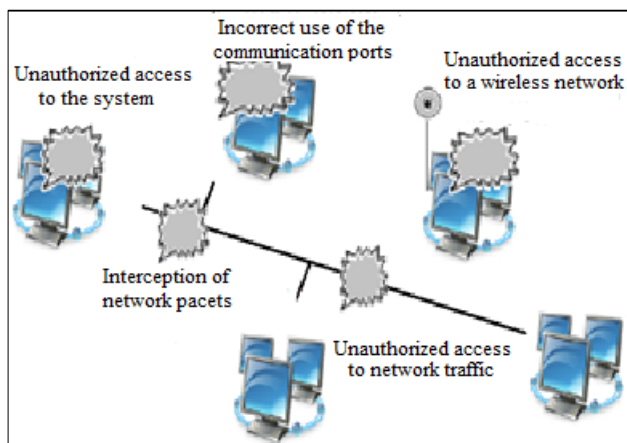 Incorrect use of the
communication ports
Unauthorized access
to the system
Unauthorized access
to a wireless network
Interception of
network pacets
Unauthorized access
to network traffic